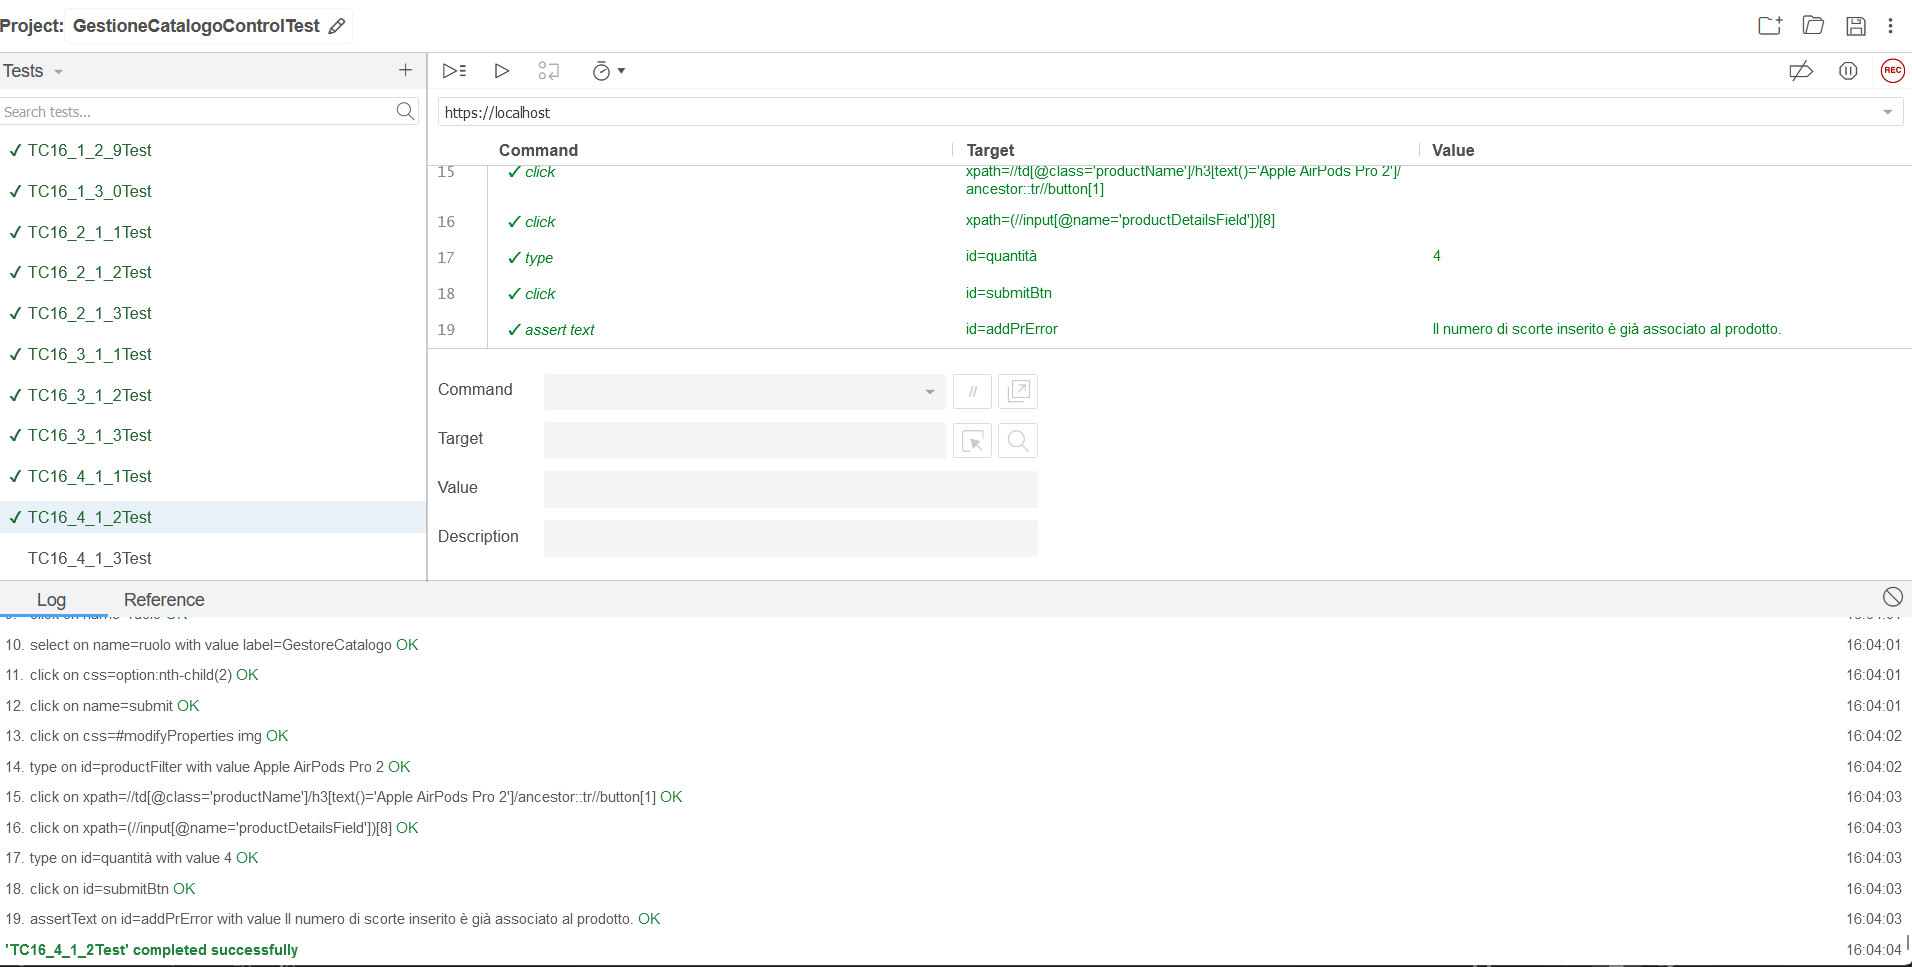 Project: GestioneCatalogoControlTest
Tests
Search tests...
TC16_1_2_9Test
TC16_1_3_0Test
TC16_2_1_1Test
TC16_2_1_2Test
TC16_2_1_3Test
TC16_3_1_1Test
TC16_3_1_2Test
TC16_3_1_3Test
TC16_4_1_1Test
TC16_4_1_2Test
TC16_4_1_3Test
REC
https://localhost
Command Target Value
15 click xpath=//td[@class='productName']/h3[text()='Apple AirPods Pro 2']/
ancestor::tr//button[1]
16 click xpath=(//input[@name='productDetailsField'])[8]
17 type id=quantità 4
18 click id=submitBtn
19 assert text id=addPrError Il numero di scorte inserito è già associato al prodotto.
Command //
Target
Value
Description
Log Reference
10. select on name=ruolo with value label=GestoreCatalogo OK 16:04:01
11. click on css=option:nth-child(2) OK 16:04:01
12. click on name=submit OK 16:04:01
13. click on css=#modifyProperties img OK 16:04:02
14. type on id=productFilter with value Apple AirPods Pro 2 OK 16:04:02
15. click on xpath=//td[@class='productName']/h3[text()='Apple AirPods Pro 2']/ancestor::tr//button[1] OK 16:04:03
16. click on xpath=(//input[@name='productDetailsField'])[8] OK 16:04:03
17. type on id=quantità with value 4 OK 16:04:03
18. click on id=submitBtn OK 16:04:03
19. assertText on id=addPrError with value Il numero di scorte inserito è già associato al prodotto. OK 16:04:03
'TC16_4_1_2Test' completed successfully 16:04:04